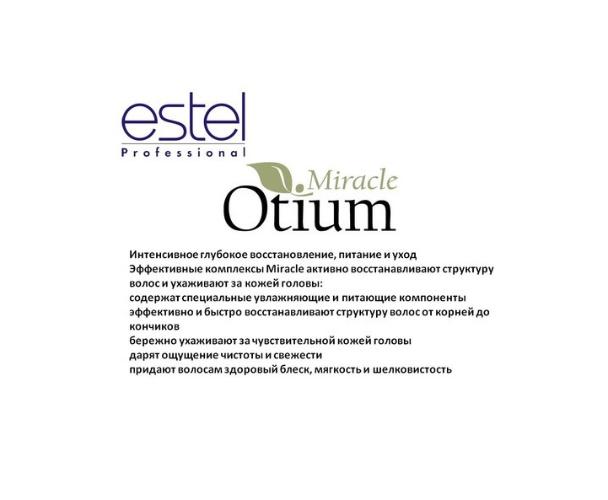 estel
Professional
Miracle
Otium
Интенсивное глубокое восстановление, питание и уход
Эффективные комплексы Miracle активно восстанавливают структуру
волос и ухаживают за кожей головы:
содержат специальные увлажняющие и питающие компоненты
эффективно и быстро восстанавливают структуру волос от корней до
кончиков
бережно ухаживают за чувствительной кожей головы
дарят ощущение чистоты и свежести
придают волосам здоровый блеск, мягкость и шелковистость